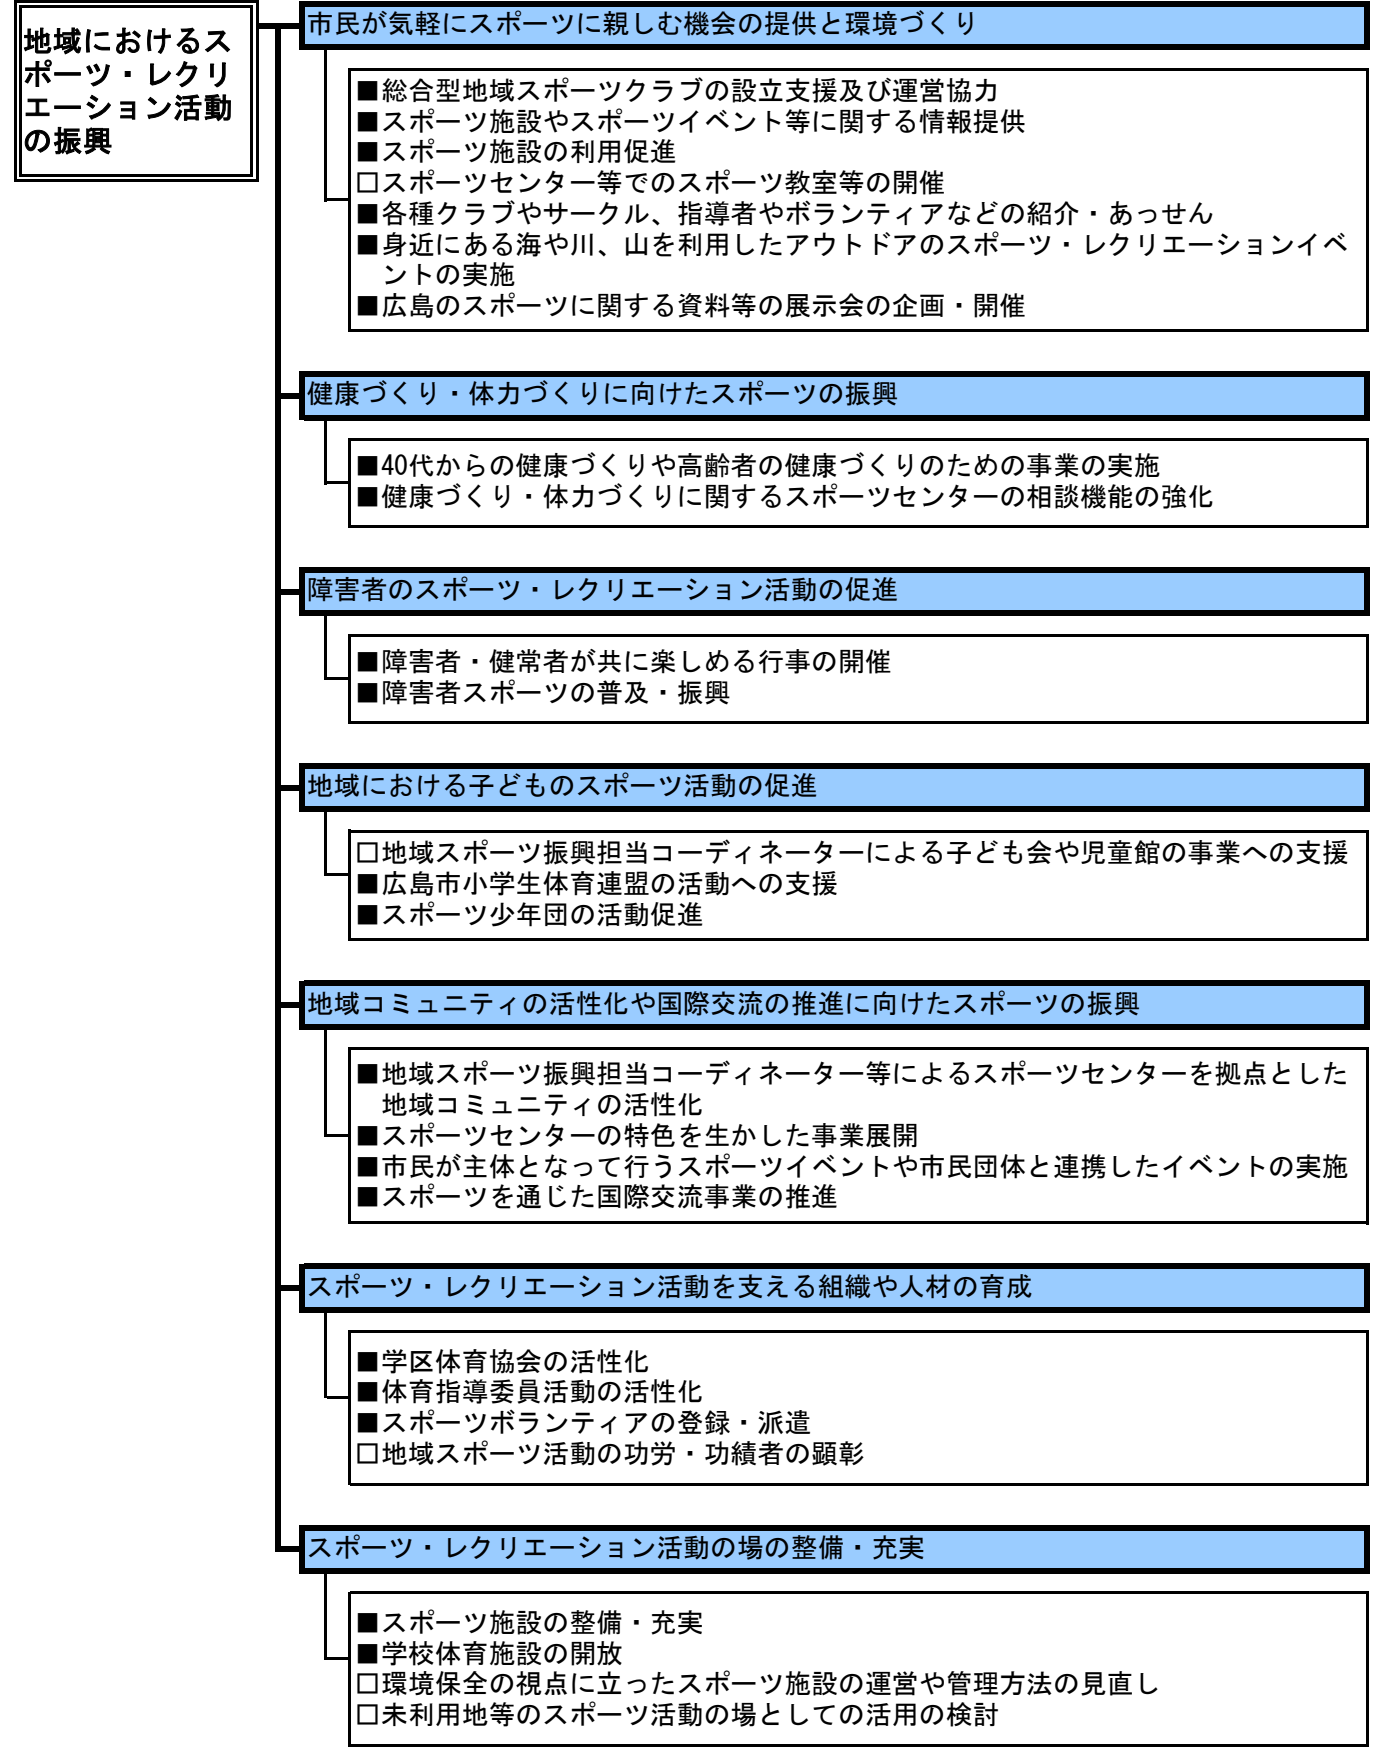 地域におけるス
ポーツ・レクリ
エーション活動
の振興
市民が気軽にスポーツに親しむ機会の提供と環境づくり
■総合型地域スポーツクラブの設立支援及び運営協力
■スポーツ施設やスポーツイベント等に関する情報提供
■スポーツ施設の利用促進
□スポーツセンター等でのスポーツ教室等の開催
■各種クラブやサークル、指導者やボランティアなどの紹介・あっせん
■身近にある海や川、山を利用したアウトドアのスポーツ・レクリエーションイベ
ントの実施
■広島のスポーツに関する資料等の展示会の企画・開催
健康づくり・体力づくりに向けたスポーツの振興
■40代からの健康づくりや高齢者の健康づくりのための事業の実施
■健康づくり・体力づくりに関するスポーツセンターの相談機能の強化
障害者のスポーツ・レクリエーション活動の促進
■障害者・健常者が共に楽しめる行事の開催
■障害者スポーツの普及・振興
地域における子どものスポーツ活動の促進
□地域スポーツ振興担当コーディネーターによる子ども会や児童館の事業への支援
■広島市小学生体育連盟の活動への支援
■スポーツ少年団の活動促進
地域コミュニティの活性化や国際交流の推進に向けたスポーツの振興
■地域スポーツ振興担当コーディネーター等によるスポーツセンターを拠点とした
地域コミュニティの活性化
■スポーツセンターの特色を生かした事業展開
■市民が主体となって行うスポーツイベントや市民団体と連携したイベントの実施
■スポーツを通じた国際交流事業の推進
スポーツ・レクリエーション活動を支える組織や人材の育成
■学区体育協会の活性化
■体育指導委員活動の活性化
■スポーツボランティアの登録・派遣
□地域スポーツ活動の功労・功績者の顕彰
スポーツ・レクリエーション活動の場の整備・充実
■スポーツ施設の整備・充実
■学校体育施設の開放
□環境保全の視点に立ったスポーツ施設の運営や管理方法の見直し
□未利用地等のスポーツ活動の場としての活用の検討